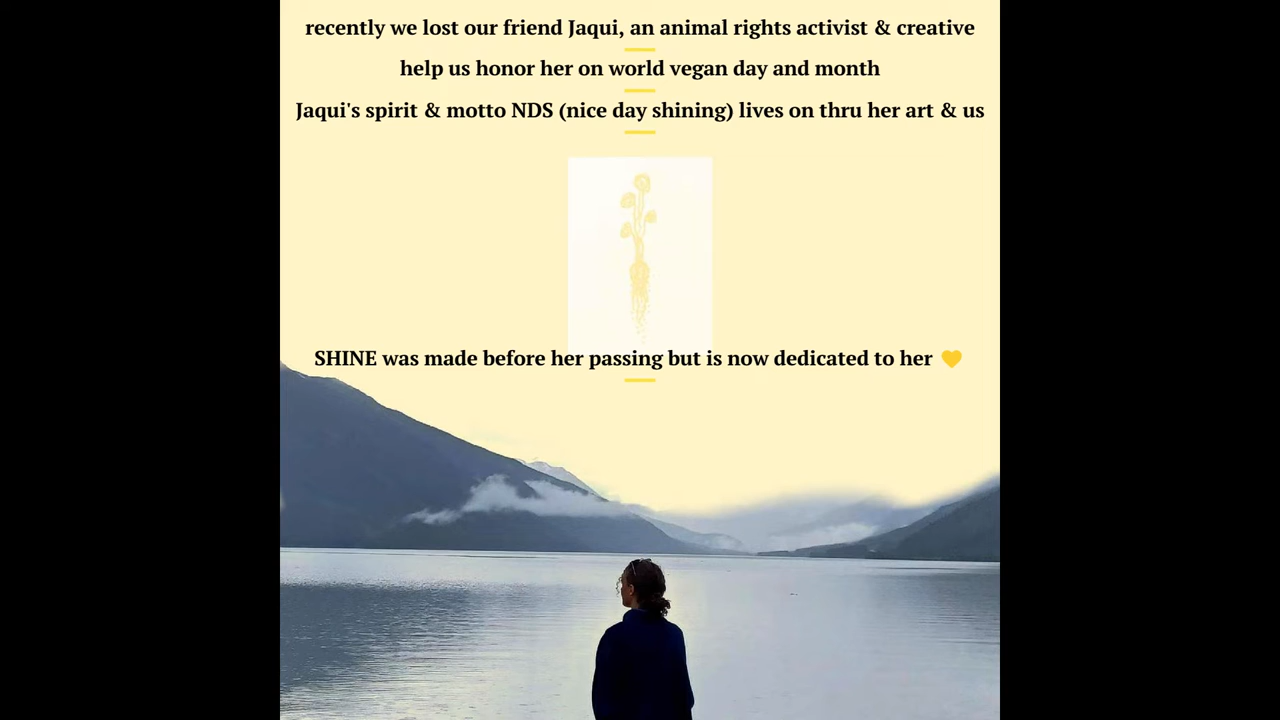 recently we lost our friend Jaqui, an animal rights activist & creative
help us honor her on world vegan day and month
Jaqui's spirit & motto NDS (nice day shining) lives on thru her art & us
SHINE was made before her passing but is now dedicated to her 💛